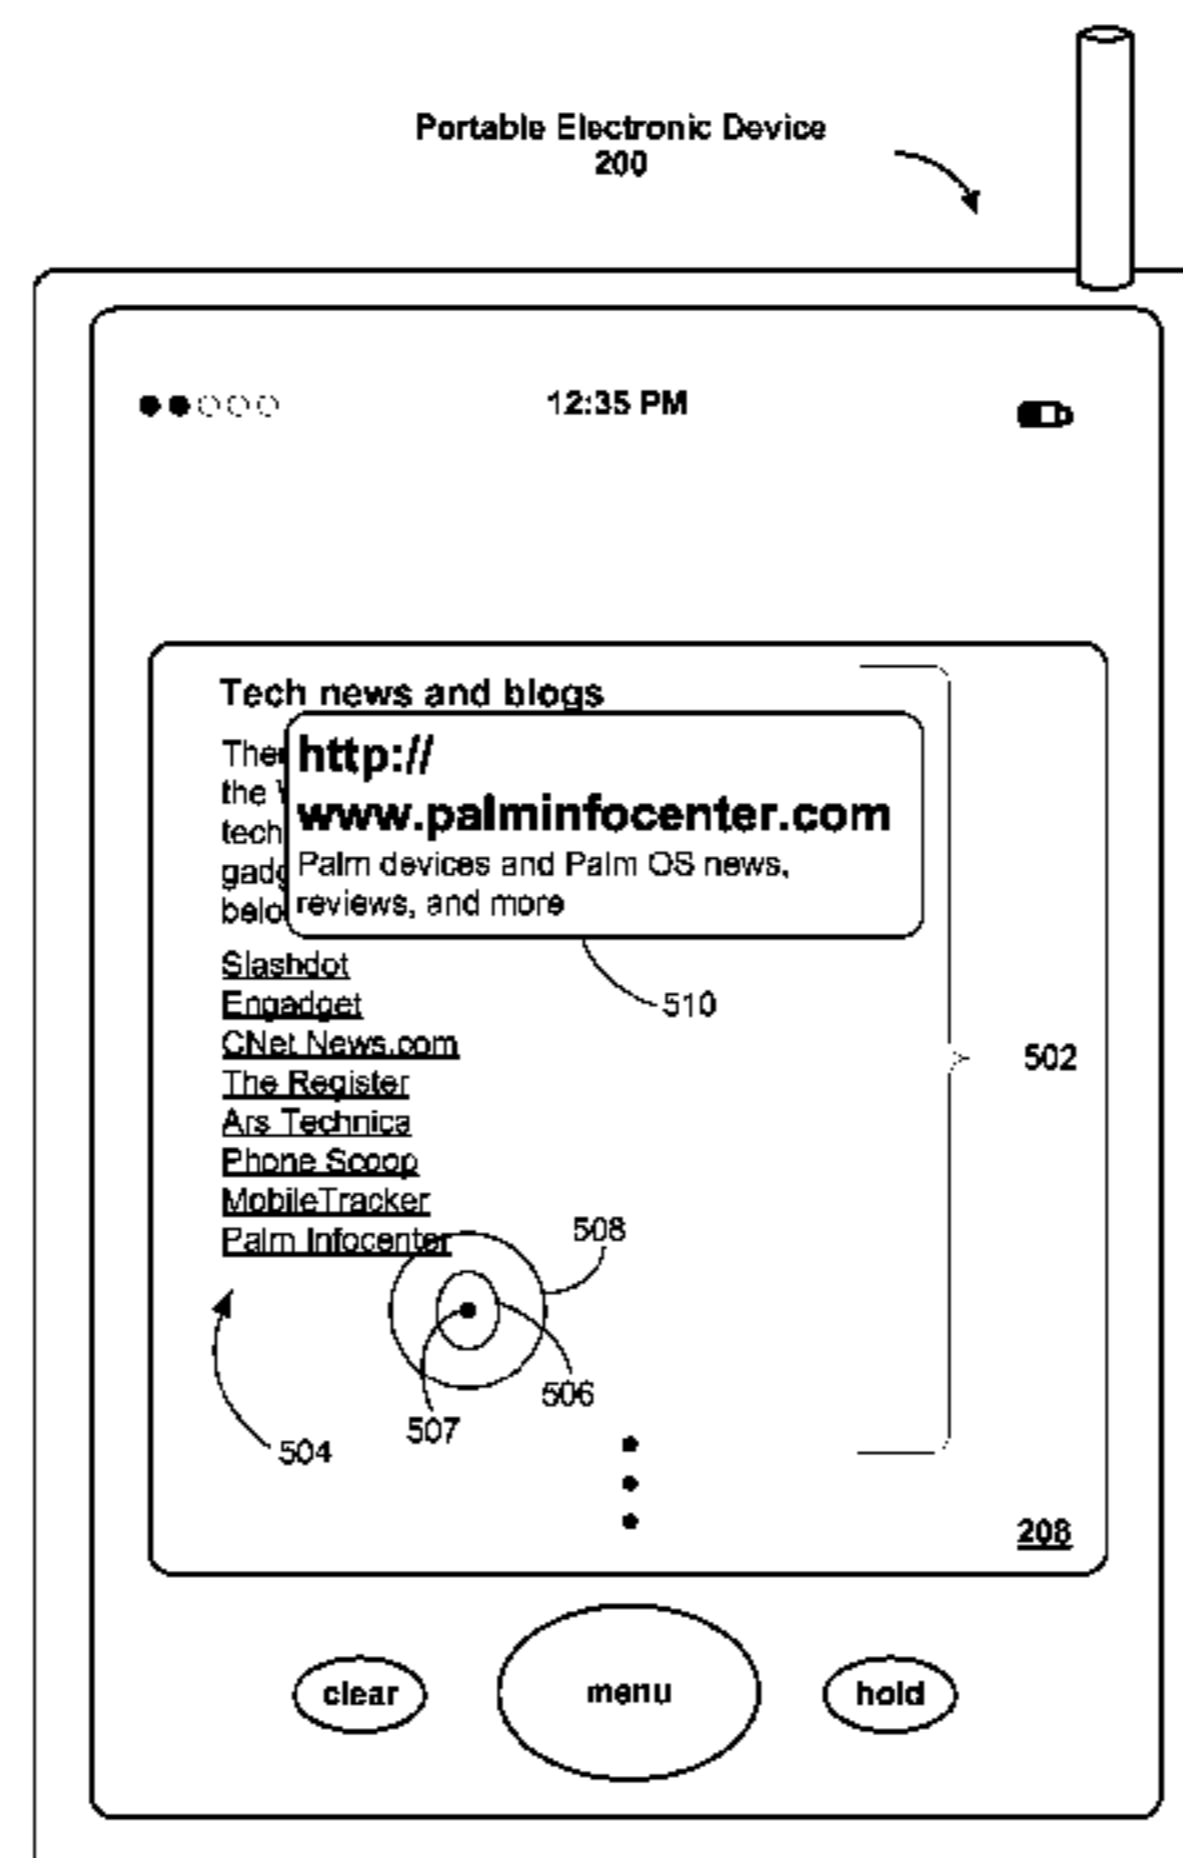 Portable Electronic Device
200
12:35 PM
Tech news and blogs
http://
the
www.palminfocenter.com
tech
Palm devices and Palm OS news,
reviews, and more
Slashdot
Engadget
510
CNet News.com
502
The Register
Ars Technica
Phone Scoop
MobileTracker
Palm Infocenter
508
506
507
504
208
clear menu hold